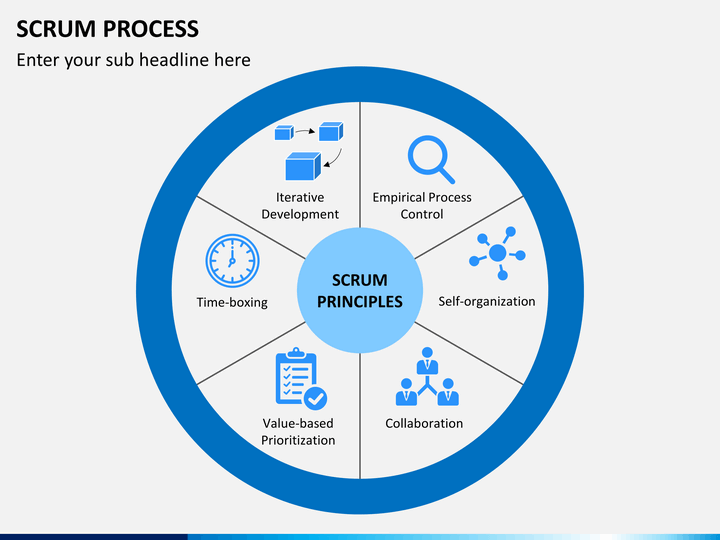 SCRUM PROCESS
Enter your sub headline here
Iterative
Development
Empirical Process
Control
Time-boxing
SCRUM
PRINCIPLES
Self-organization
Value-based
Prioritization
Collaboration